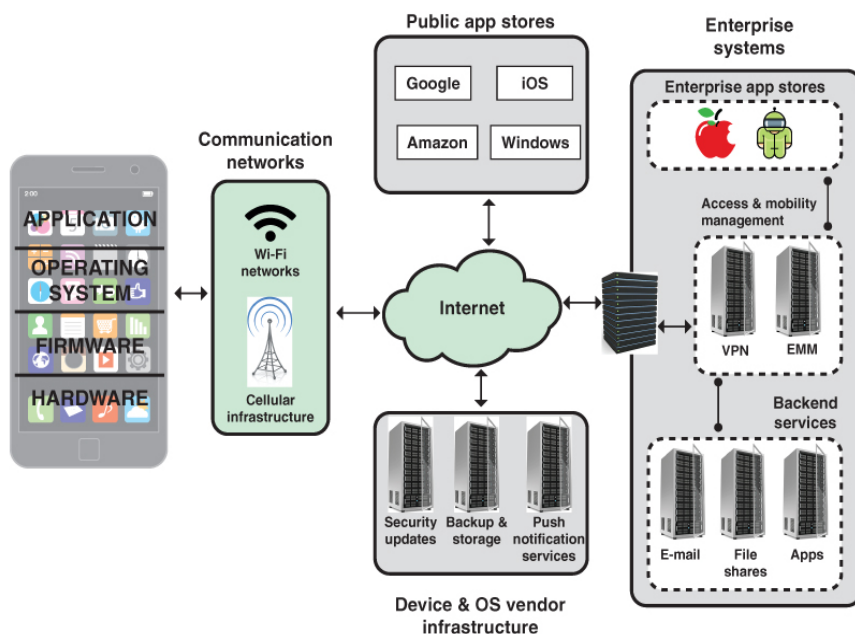 Public app stores
Google
iOS
Amazon
Windows
Enterprise
systems
Enterprise app stores
Access & mobility
management
VPN
EMM
Backend
services
E-mail
File
shares
Apps
Communication
networks
Wi-Fi
networks
Cellular
infrastructure
2:00
APPLICATION
OPERATING
SYSTEM
FIRMWARE
HARDWARE
Internet
Security
updates
Backup &
storage
Push
notification
services
Device & OS vendor
infrastructure